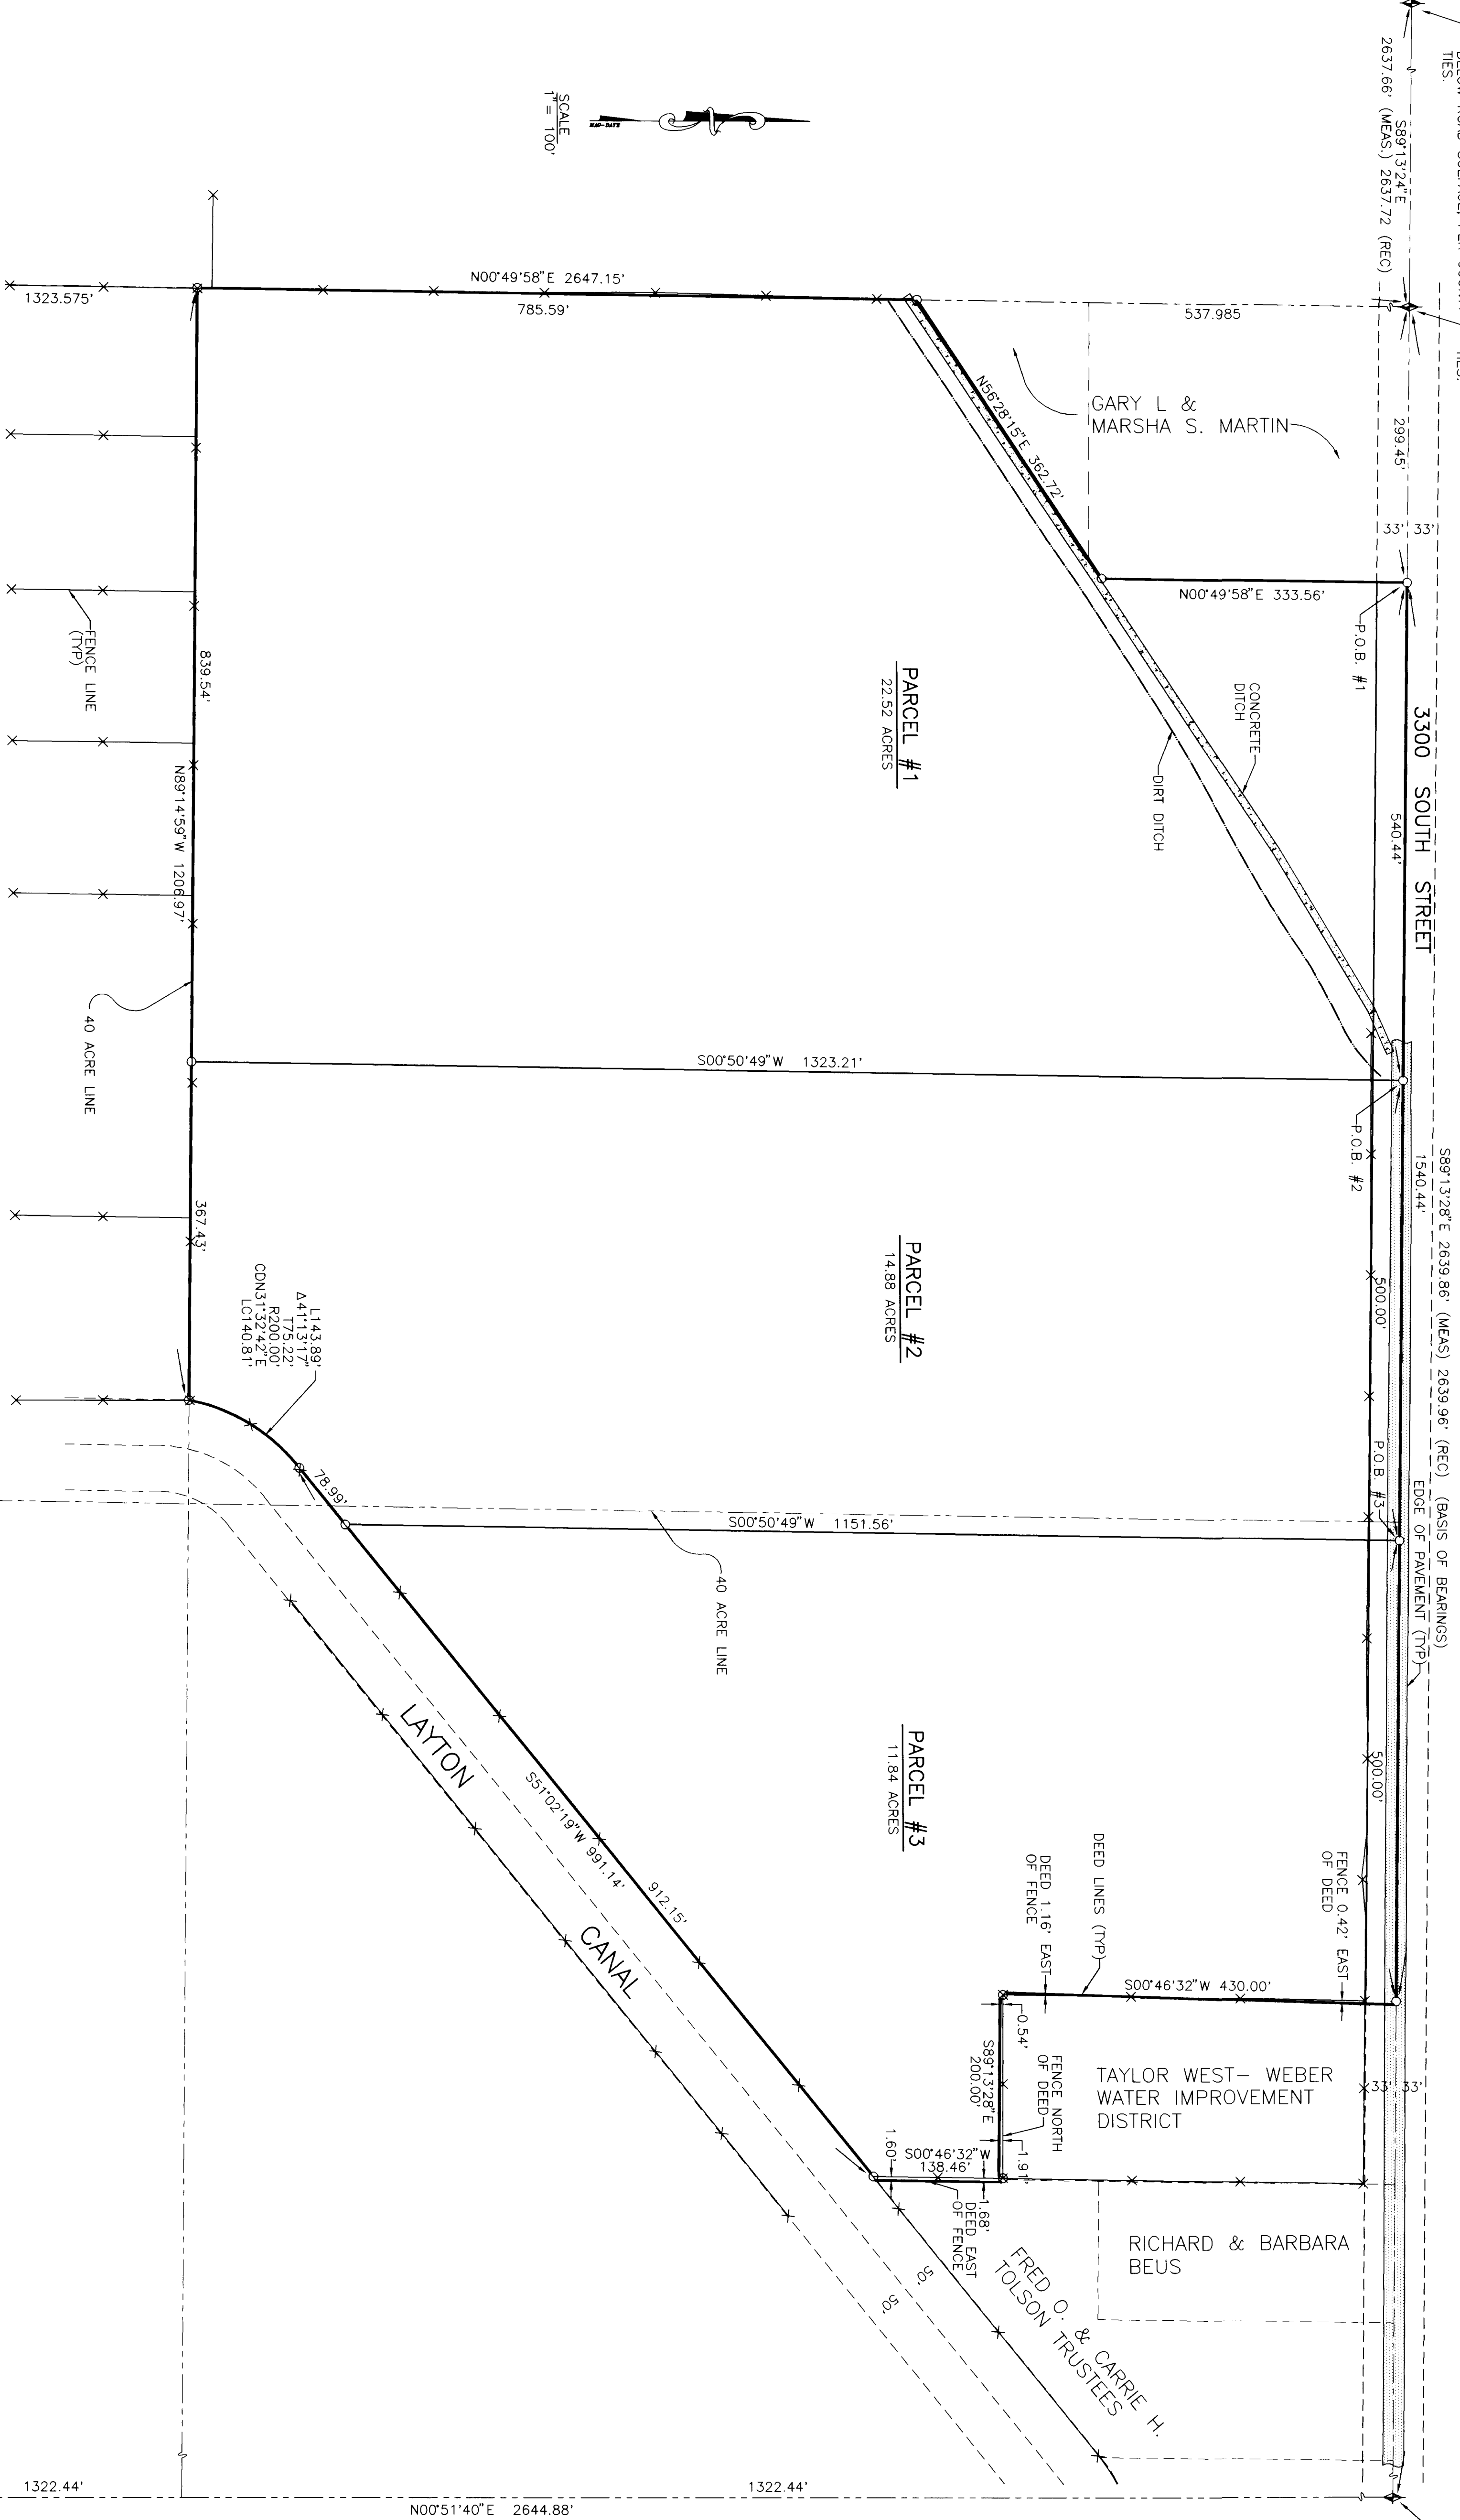 TIES.
S89°13'24"E
2637.66' (MEAS.) 2637.72 (REC)
SCALE
1" = 100'
N00°49'58"E 2647.15'
785.59'
1323.575'
537.985
299.45'
33' 33'
GARY L &
MARSHA S. MARTIN
N56°28'15"E 362.72'
N00°49'58"E 333.56'
P.O.B. #1
3300 SOUTH STREET
540.44'
CONCRETE
DITCH
DIRT DITCH
PARCEL #1
22.52 ACRES
FENCE LINE
(TYP)
839.54'
N89°14'59"W 1206.97'
40 ACRE LINE
S00°50'49"W 1323.21'
P.O.B. #2
1540.44'
S89°13'28"E 2639.86' (MEAS) 2639.96' (REC) (BASIS OF BEARINGS)
EDGE OF PAVEMENT (TYP)
500.00'
P.O.B. #3
PARCEL #2
14.88 ACRES
367.43'
L143.89'
Δ41°13'17"
T75.22'
R200.00'
CDN31°32'42"E
LC140.81'
78.99'
S00°50'49"W 1151.56'
40 ACRE LINE
500.00'
PARCEL #3
11.84 ACRES
LAYTON CANAL
S51°02'19"W 991.14'
912.15'
DEED LINES (TYP)
DEED 1.16' EAST
OF FENCE
FENCE 0.42' EAST
OF DEED
S00°46'32"W 430.00'
0.54'
FENCE NORTH
OF DEED
S89°13'28"E
200.00'
1.91'
TAYLOR WEST- WEBER
WATER IMPROVEMENT
DISTRICT
33' 33'
1.60'
S00°46'32"W
138.46'
1.68'
DEED EAST
OF FENCE
RICHARD & BARBARA
BEUS
FRED O. & CARRIE H.
TOLSON TRUSTEES
50'
50'
1322.44'
1322.44'
N00°51'40"E 2644.88'